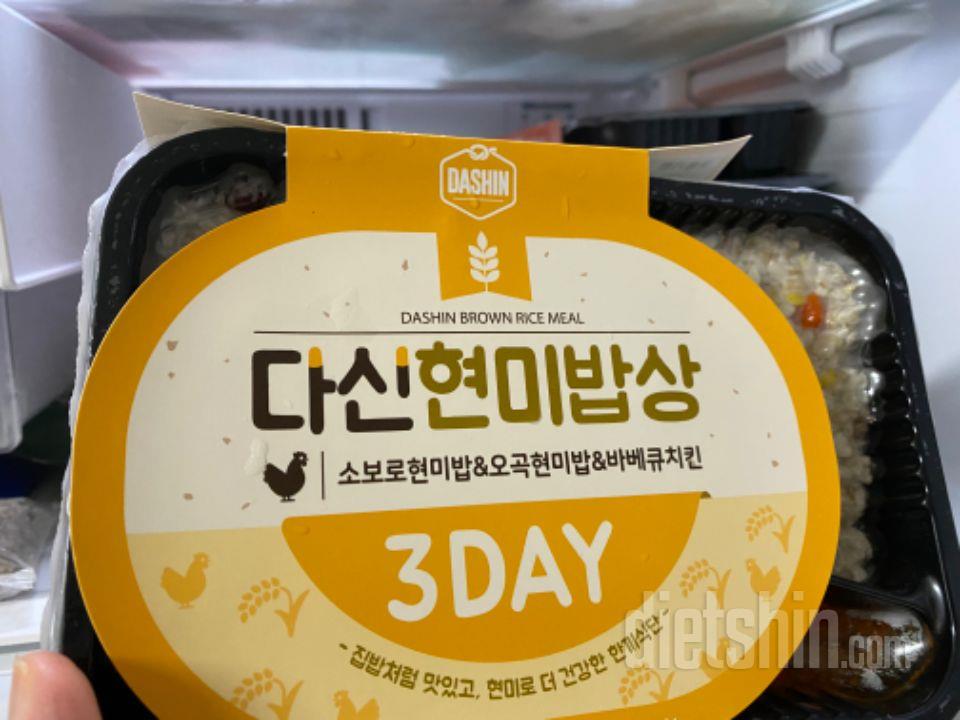 DASHIN
DASHIN BROWN RICE MEAL
다신현미밥상
소보로현미밥&오곡현미밥&바베큐치킨
3DAY
- 집밥처럼 맛있고, 현미로 더 건강한 한끼식단 -
dietshin.com